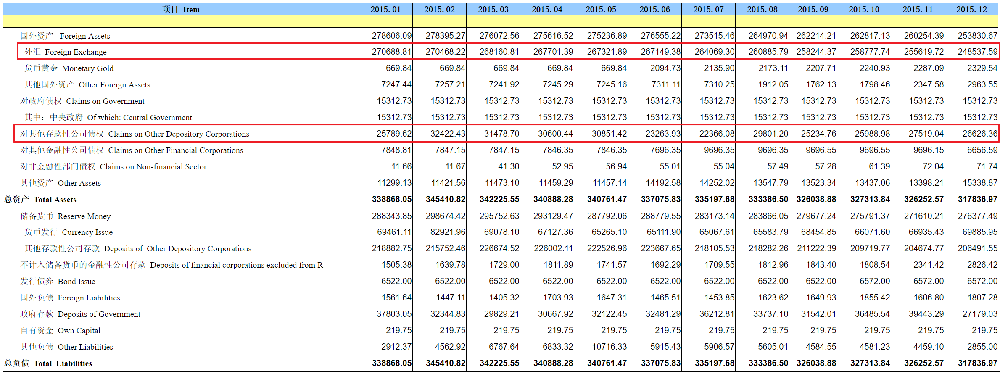 项目 Item 2015.01 2015.02 2015.03 2015.04 2015.05 2015.06 2015.07 2015.08 2015.09 2015.10 2015.11 2015.12
国外资产 Foreign Assets 278606.09 278395.27 276072.56 275616.52 275236.89 276555.22 273515.46 264970.94 262214.21 262817.13 260254.39 253830.67
外汇 Foreign Exchange 270688.81 270468.22 268160.81 267701.39 267321.89 267149.38 264069.30 260885.79 258244.37 258777.74 255619.72 248537.59
货币黄金 Monetary Gold 669.84 669.84 669.84 669.84 669.84 2094.73 2135.90 2173.11 2207.71 2240.93 2287.09 2329.54
其他国外资产 Other Foreign Assets 7247.44 7257.21 7241.92 7245.29 7245.16 7311.11 7310.25 1912.05 1762.13 1798.46 2347.58 2963.55
对政府债权 Claims on Government 15312.73 15312.73 15312.73 15312.73 15312.73 15312.73 15312.73 15312.73 15312.73 15312.73 15312.73 15312.73
其中：中央政府 Of which: Central Government 15312.73 15312.73 15312.73 15312.73 15312.73 15312.73 15312.73 15312.73 15312.73 15312.73 15312.73 15312.73
对其他存款性公司债权 Claims on Other Depository Corporations 25789.62 32422.43 31478.70 30600.44 30851.42 23263.93 22366.08 29801.20 25234.76 25988.98 27519.04 26626.36
对其他金融性公司债权 Claims on Other Financial Corporations 7848.81 7847.15 7847.15 7846.35 7846.35 7696.35 9696.35 9696.35 9696.55 9696.55 9696.15 6656.59
对非金融性部门债权 Claims on Non-financial Sector 11.66 11.67 41.30 52.95 56.94 55.01 55.04 57.49 57.28 61.39 72.04 71.74
其他资产 Other Assets 11299.13 11421.56 11473.10 11459.29 11457.14 14192.58 14252.02 13547.79 13523.34 13437.06 13398.21 15338.87
总资产 Total Assets 338868.05 345410.82 342225.55 340888.28 340761.47 337075.83 335197.68 333386.50 326038.88 327313.84 326252.57 317836.97
储备货币 Reserve Money 288343.85 298674.42 295752.63 293129.47 287792.06 288779.55 283173.14 283866.05 279677.24 275791.37 271610.21 276377.49
货币发行 Currency Issue 69461.11 82921.96 69078.10 67127.36 65265.10 65111.90 65067.61 65583.79 68454.85 66071.60 66935.43 69885.95
其他存款性公司存款 Deposits of Other Depository Corporations 218882.75 215752.46 226674.52 226002.11 222526.96 223667.65 218105.53 218282.26 211222.39 209719.77 204674.77 206491.55
不计入储备货币的金融性公司存款 Deposits of financial corporations excluded from R 1505.38 1639.78 1729.00 1811.89 1741.57 1692.29 1709.55 1812.96 1843.40 1808.54 2341.42 2826.42
发行债券 Bond Issue 6522.00 6522.00 6522.00 6522.00 6522.00 6522.00 6522.00 6522.00 6522.00 6572.00 6572.00 6572.00
国外负债 Foreign Liabilities 1561.64 1447.11 1405.32 1703.93 1647.31 1465.51 1453.85 1623.62 1649.93 1855.42 1606.80 1807.28
政府存款 Deposits of Government 37803.05 32344.83 29829.21 30667.92 32122.45 32481.29 36212.81 33737.10 31542.01 36485.54 39443.29 27179.03
自有资金 Own Capital 219.75 219.75 219.75 219.75 219.75 219.75 219.75 219.75 219.75 219.75 219.75 219.75
其他负债 Other Liabilities 2912.37 4562.92 6767.64 6833.32 10716.33 5915.43 5906.57 5605.01 4584.55 4581.23 4459.10 2855.00
总负债 Total Liabilities 338868.05 345410.82 342225.55 340888.28 340761.47 337075.83 335197.68 333386.50 326038.88 327313.84 326252.57 317836.97